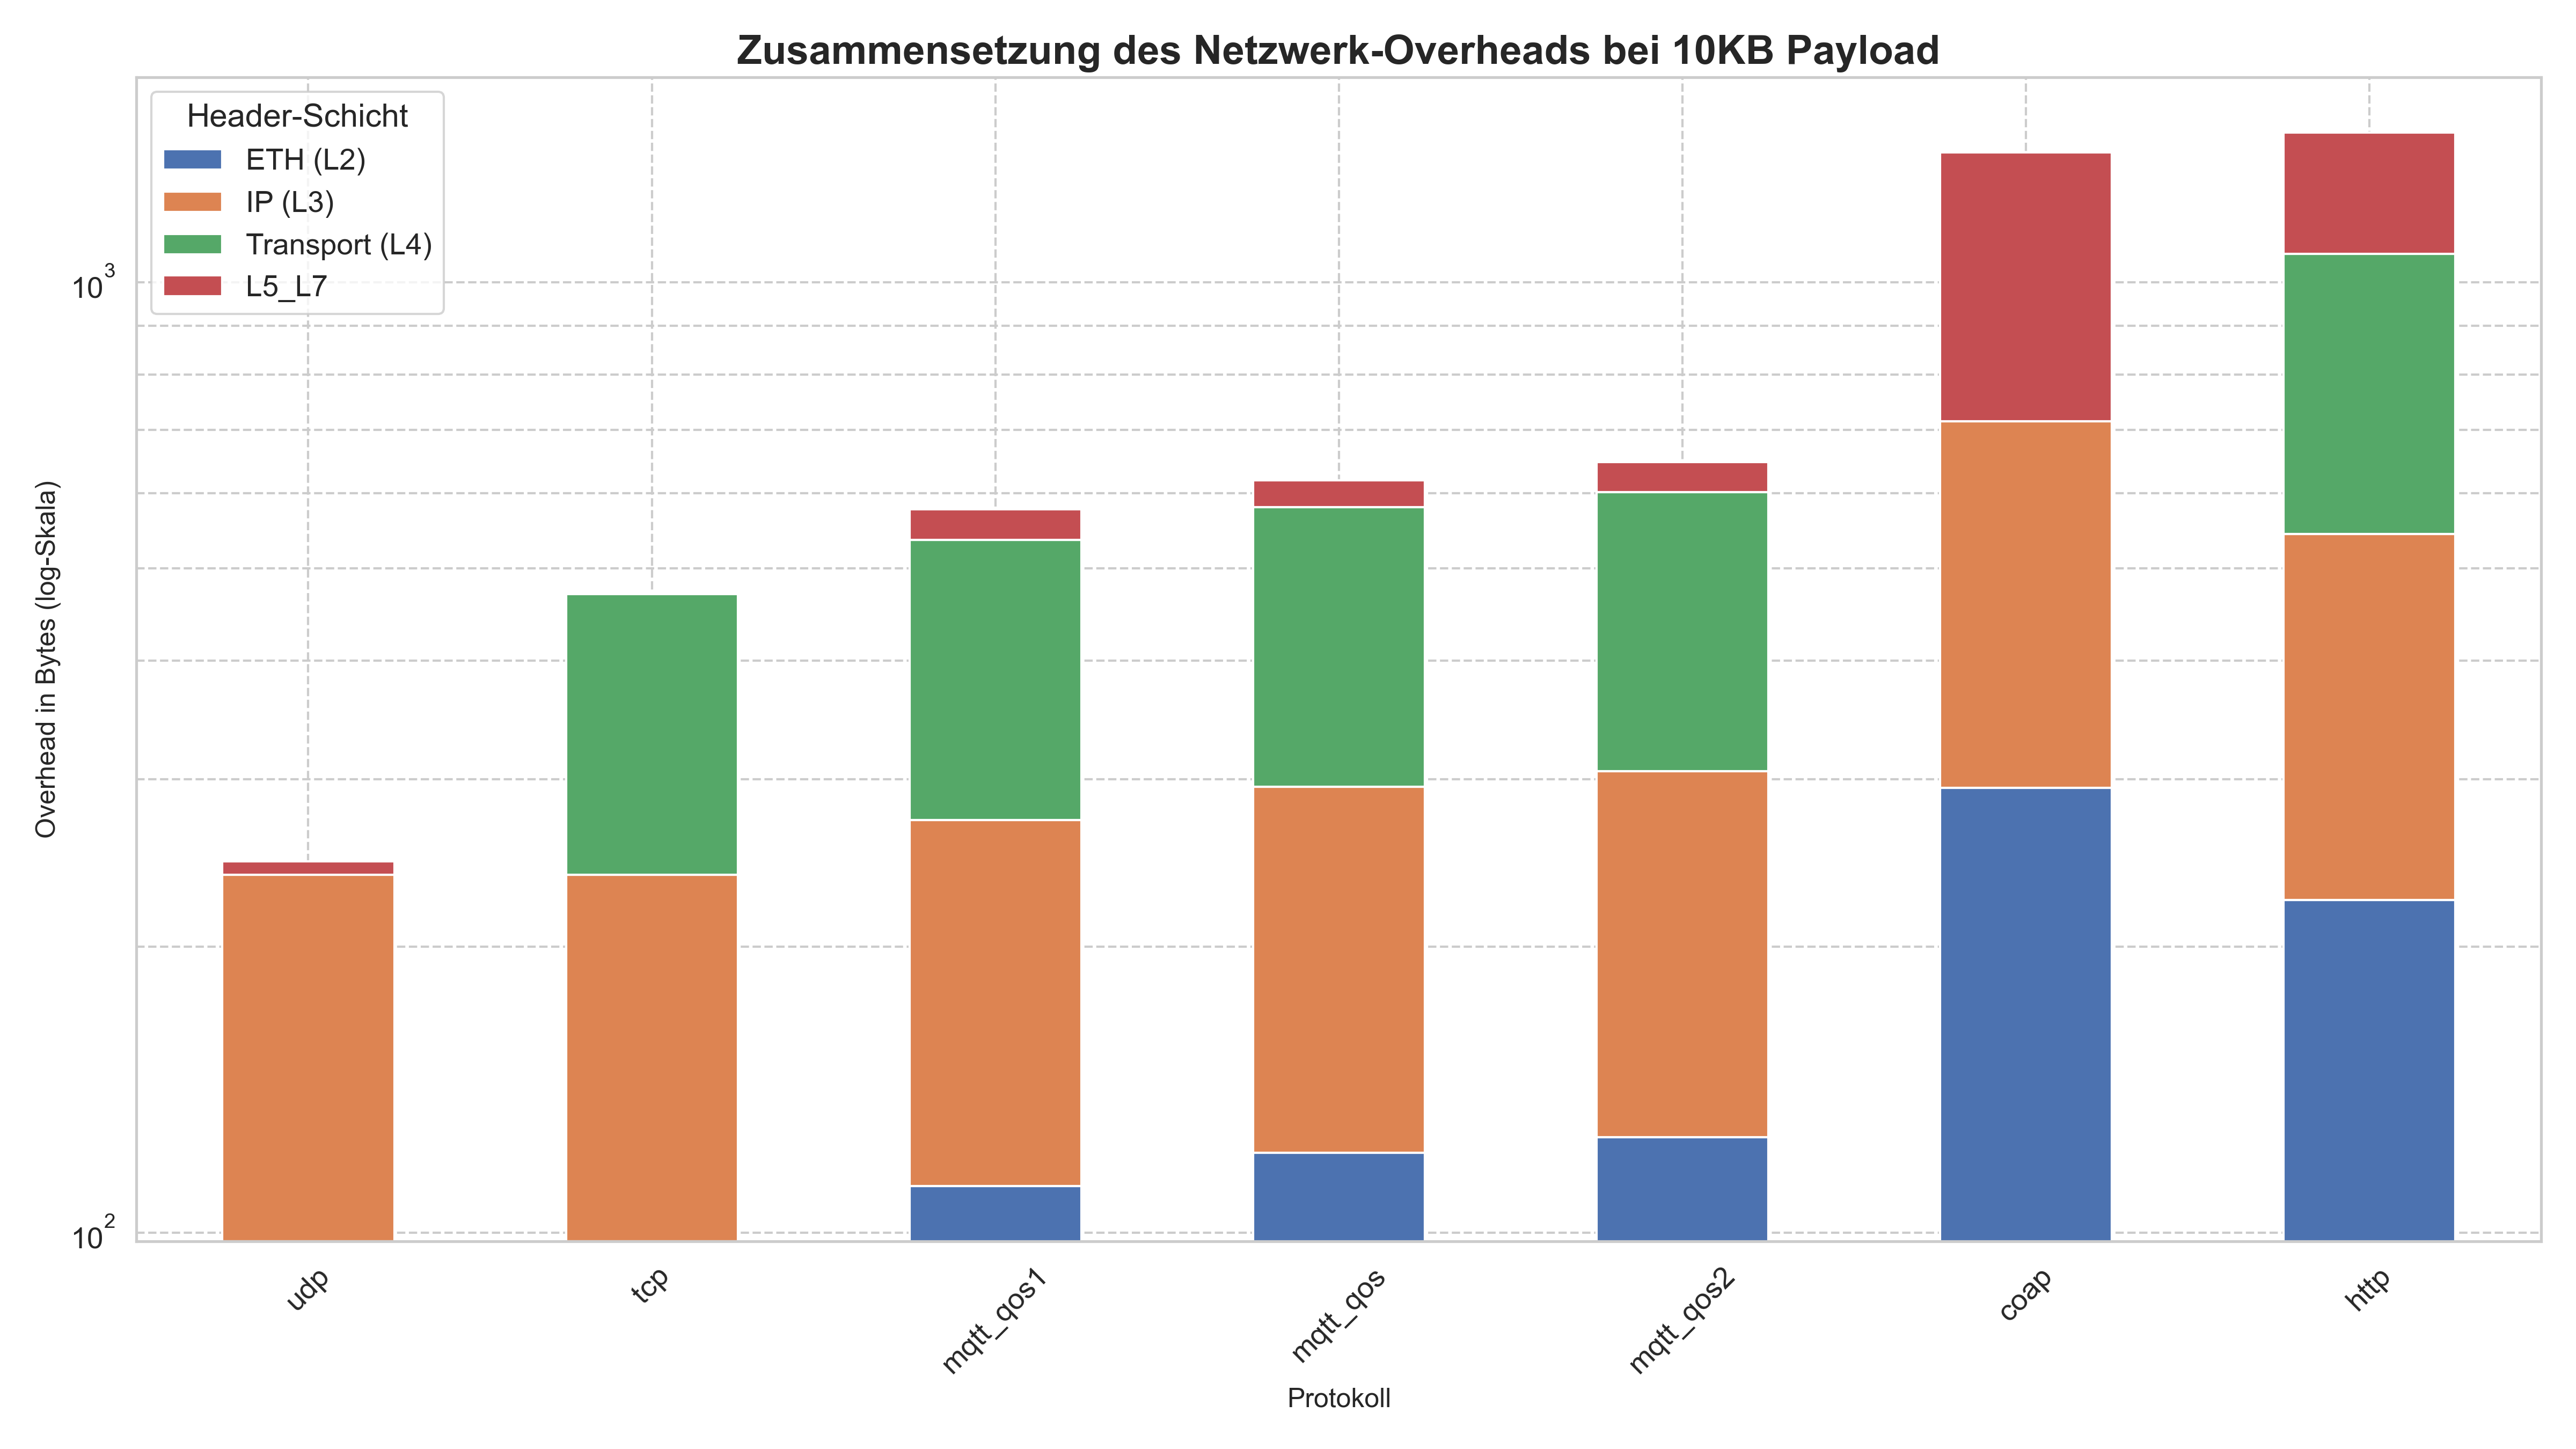 Zusammensetzung des Netzwerk-Overheads bei 10KB Payload
Header-Schicht
ETH (L2)
IP (L3)
Transport (L4)
L5_L7
Overhead in Bytes (log-Skala)
10³
10²
udp
tcp
mqtt_qos1
mqtt_qos
mqtt_qos2
coap
http
Protokoll